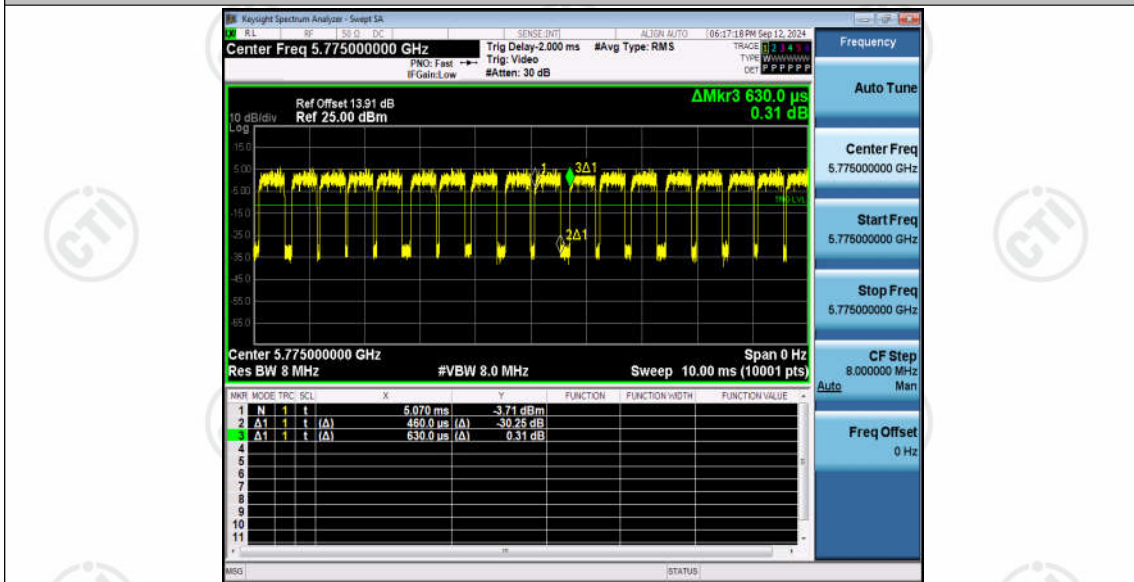 Keysight Spectrum Analyzer - Swept SA
RL RF 50 Ω DC SENSE:INT ALIGN AUTO 06:17:18 PM Sep 12, 2024
Center Freq 5.775000000 GHz
PNO: Fast
IFGain:Low
Trig Delay-2.000 ms #Avg Type: RMS
Trig: Video
#Atten: 30 dB
TRACE 1 2 3 4 5 6
TYPE WWWWWW
DET P P P P P P
Frequency
Auto Tune
Center Freq
5.775000000 GHz
Start Freq
5.775000000 GHz
Stop Freq
5.775000000 GHz
CF Step
8.000000 MHz
Auto Man
Freq Offset
0 Hz
ΔMkr3 630.0 µs
0.31 dB
Ref Offset 13.91 dB
10 dB/div Ref 25.00 dBm
Log
15.0
5.00
-5.00
-15.0
-25.0
-35.0
-45.0
-55.0
-65.0
1
3Δ1
2Δ1
TRIG LVL
Center 5.775000000 GHz Span 0 Hz
Res BW 8 MHz #VBW 8.0 MHz Sweep 10.00 ms (10001 pts)
MKR MODE TRC SCL X Y FUNCTION FUNCTION WIDTH FUNCTION VALUE
1 N 1 t 5.070 ms -3.71 dBm
2 Δ1 1 t (Δ) 460.0 µs (Δ) -30.25 dB
3 Δ1 1 t (Δ) 630.0 µs (Δ) 0.31 dB
4
5
6
7
8
9
10
11
MSG STATUS
CTI
CTI